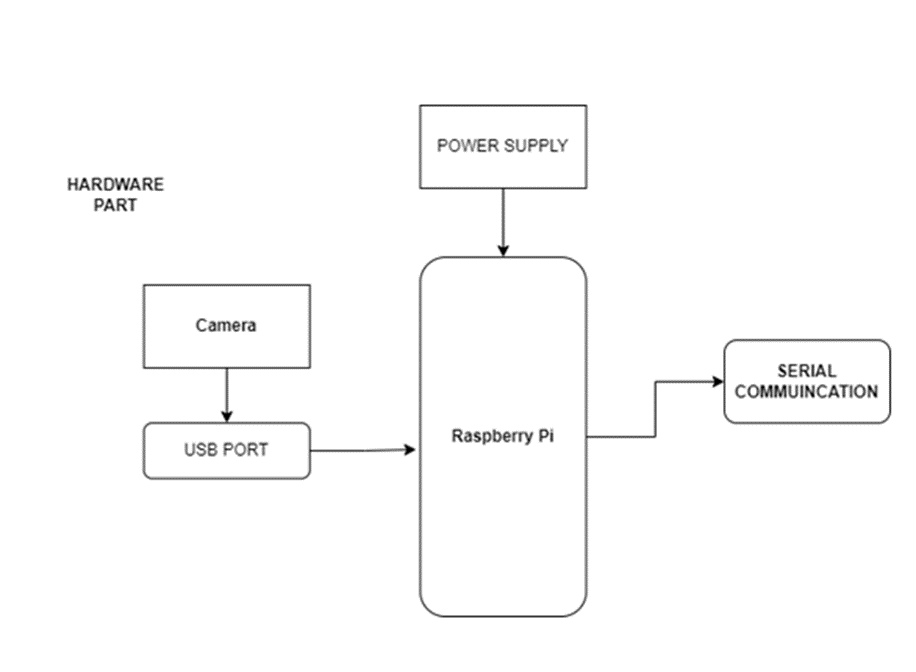 POWER SUPPLY
HARDWARE
PART
Camera
SERIAL
COMMUINCATION
Raspberry Pi
USB PORT